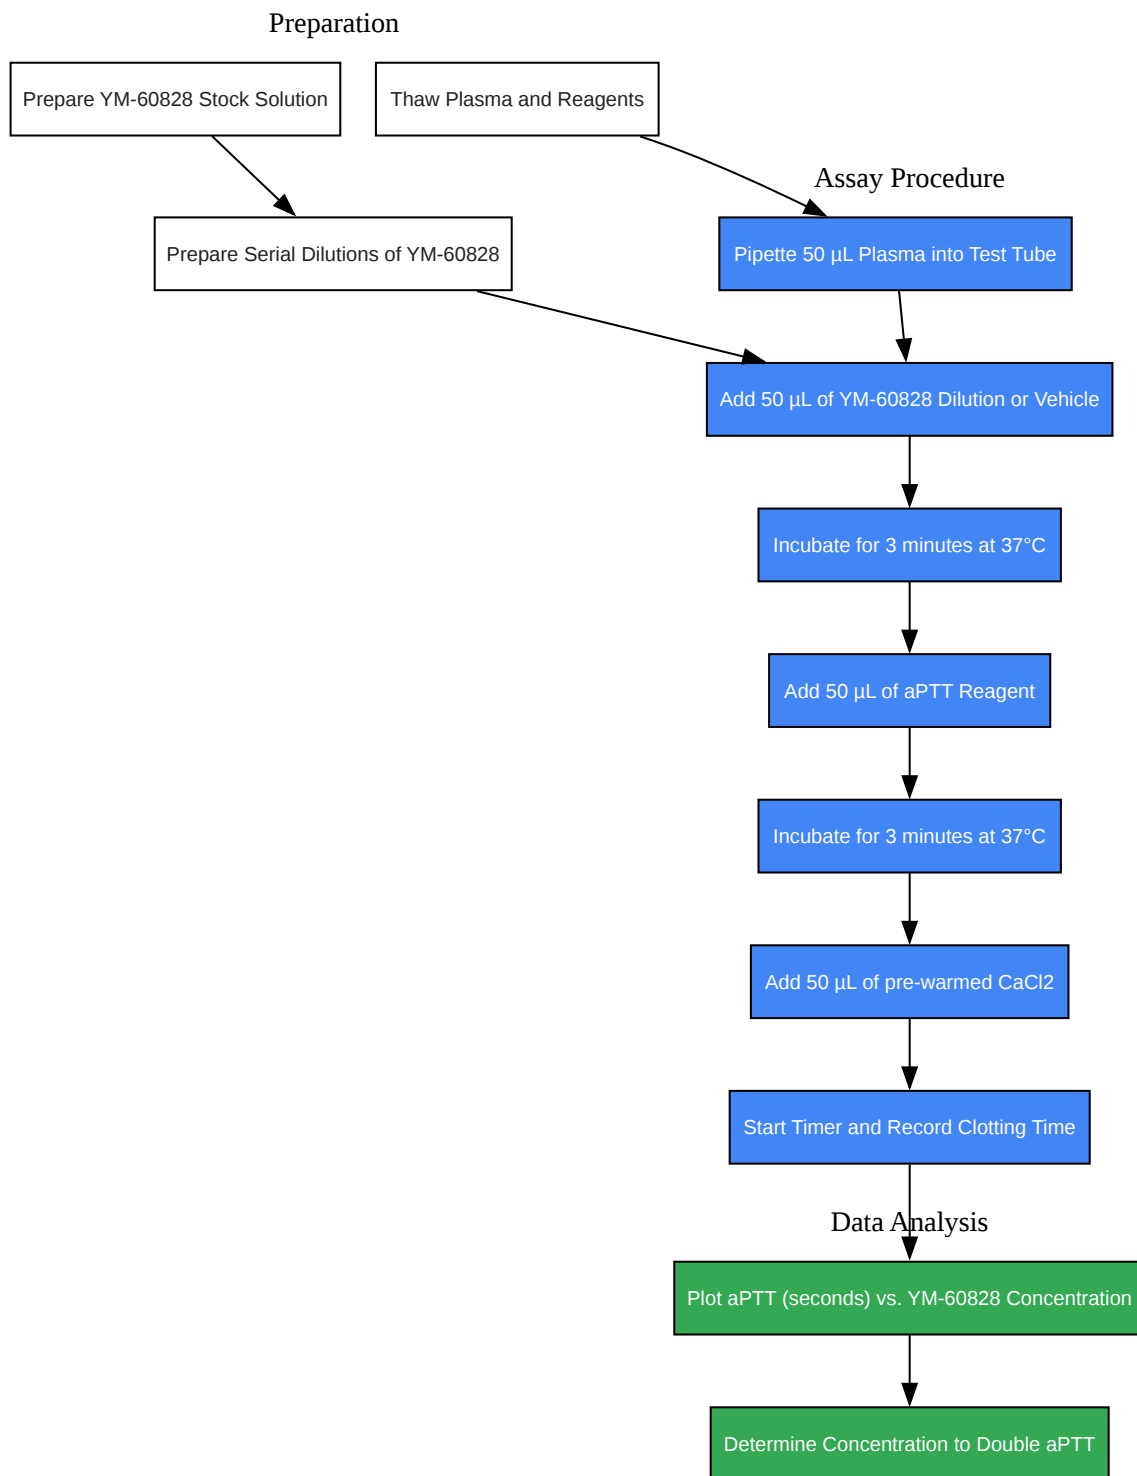 Preparation
Prepare YM-60828 Stock Solution
Thaw Plasma and Reagents
Assay Procedure
Prepare Serial Dilutions of YM-60828
Pipette 50 µL Plasma into Test Tube
Add 50 µL of YM-60828 Dilution or Vehicle
Incubate for 3 minutes at 37°C
Add 50 µL of aPTT Reagent
Incubate for 3 minutes at 37°C
Add 50 µL of pre-warmed CaCl2
Start Timer and Record Clotting Time
Data Analysis
Plot aPTT (seconds) vs. YM-60828 Concentration
Determine Concentration to Double aPTT